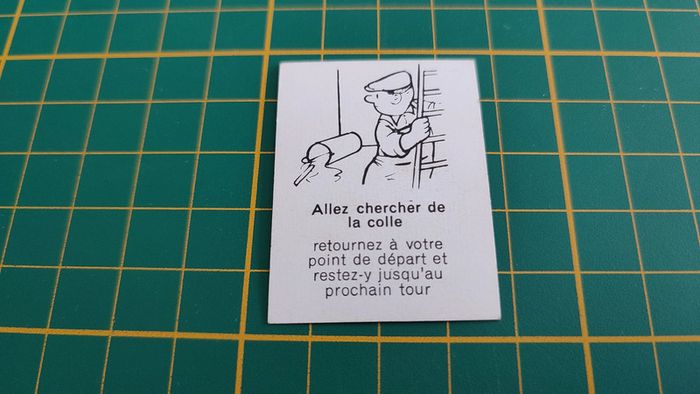 Allez chercher de
la colle
retournez à votre
point de départ et
restez-y jusqu'au
prochain tour